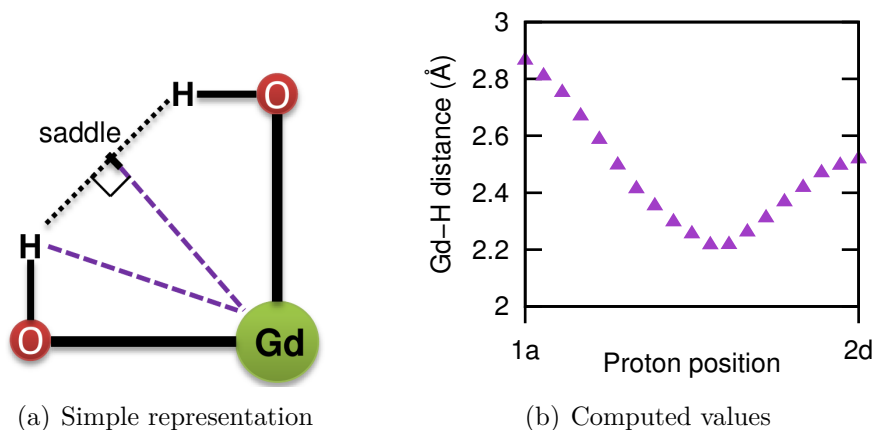 H
O
saddle
H
O
Gd
(a) Simple representation
Gd−H distance (Å)
3
2.8
2.6
2.4
2.2
2
1a
2d
Proton position
(b) Computed values